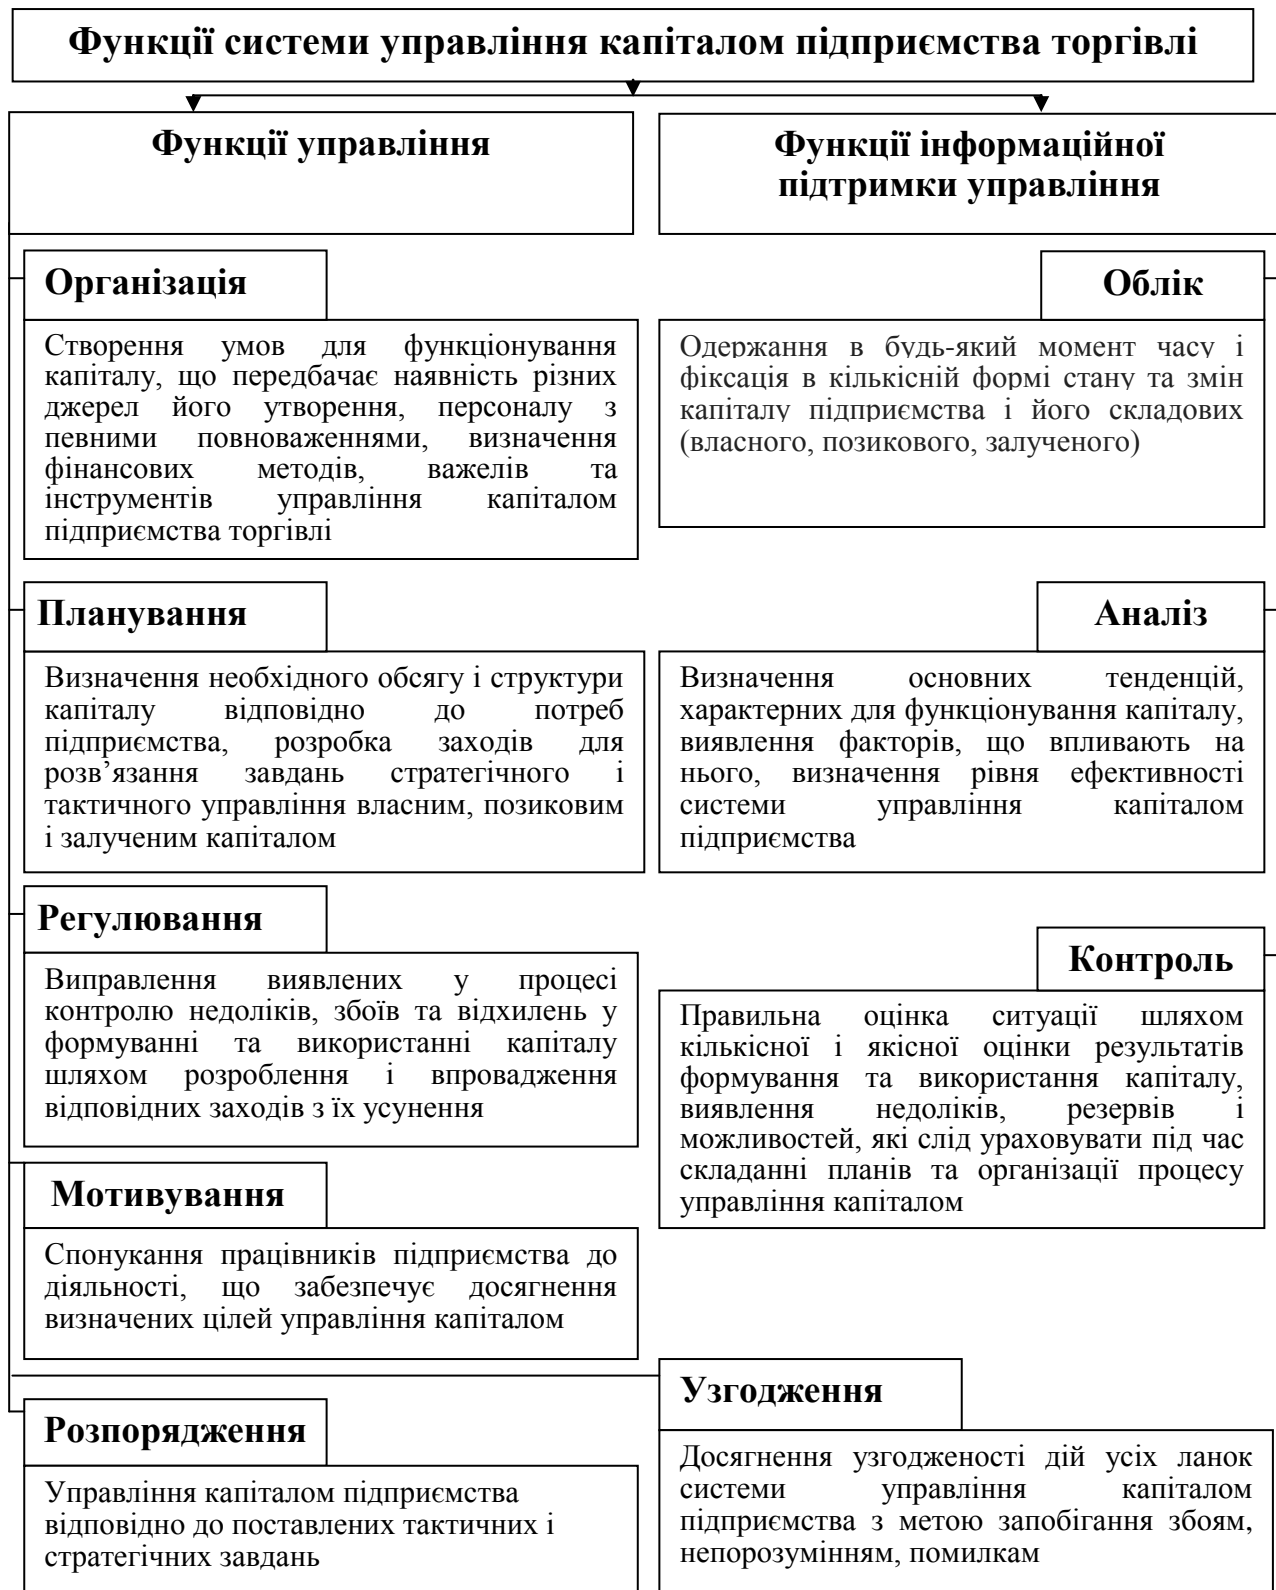 Функції системи управління капіталом підприємства торгівлі
Функції управління
Функції інформаційної
підтримки управління
Організація
Створення умов для функціонування
капіталу, що передбачає наявність різних
джерел його утворення, персоналу з
певними повноваженнями, визначення
фінансових методів, важелів та
інструментів управління капіталом
підприємства торгівлі
Облік
Одержання в будь-який момент часу і
фіксація в кількісній формі стану та змін
капіталу підприємства і його складових
(власного, позикового, залученого)
Планування
Визначення необхідного обсягу і структури
капіталу відповідно до потреб
підприємства, розробка заходів для
розв’язання завдань стратегічного і
тактичного управління власним, позиковим
і залученим капіталом
Аналіз
Визначення основних тенденцій,
характерних для функціонування капіталу,
виявлення факторів, що впливають на
нього, визначення рівня ефективності
системи управління капіталом
підприємства
Регулювання
Виправлення виявлених у процесі
контролю недоліків, збоїв та відхилень у
формуванні та використанні капіталу
шляхом розроблення і впровадження
відповідних заходів з їх усунення
Контроль
Правильна оцінка ситуації шляхом
кількісної і якісної оцінки результатів
формування та використання капіталу,
виявлення недоліків, резервів і
можливостей, які слід ураховувати під час
складанні планів та організації процесу
управління капіталом
Мотивування
Спонукання працівників підприємства до
діяльності, що забезпечує досягнення
визначених цілей управління капіталом
Узгодження
Досягнення узгодженості дій усіх ланок
системи управління капіталом
підприємства з метою запобігання збоям,
непорозумінням, помилкам
Розпорядження
Управління капіталом підприємства
відповідно до поставлених тактичних і
стратегічних завдань